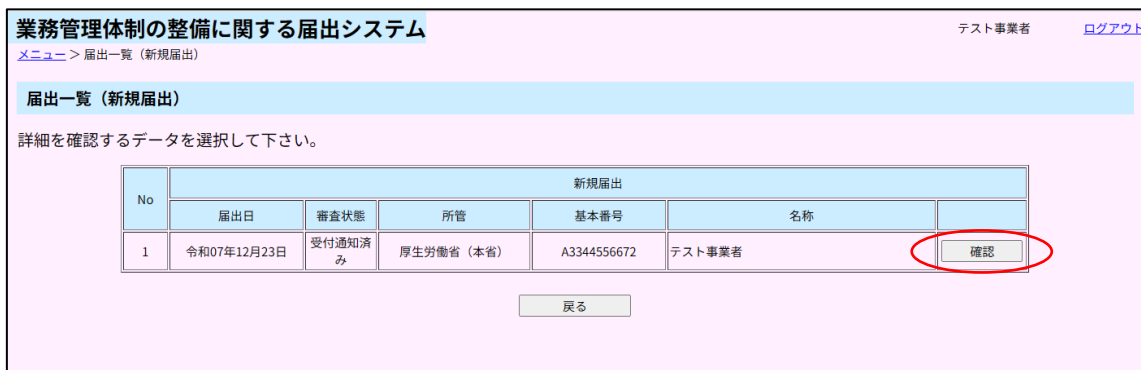 業務管理体制の整備に関する届出システム
テスト事業者 ログアウト
メニュー > 届出一覧（新規届出）
届出一覧（新規届出）
詳細を確認するデータを選択して下さい。
No 新規届出
届出日 審査状態 所管 基本番号 名称
1 令和07年12月23日 受付通知済み 厚生労働省（本省） A3344556672 テスト事業者 確認
戻る